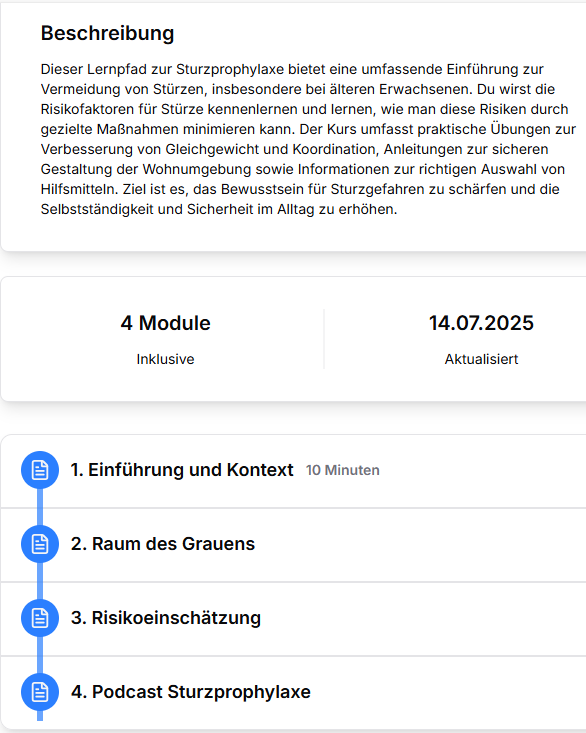 Beschreibung
Dieser Lernpfad zur Sturzprophylaxe bietet eine umfassende Einführung zur
Vermeidung von Stürzen, insbesondere bei älteren Erwachsenen. Du wirst die
Risikofaktoren für Stürze kennenlernen und lernen, wie man diese Risiken durch
gezielte Maßnahmen minimieren kann. Der Kurs umfasst praktische Übungen zur
Verbesserung von Gleichgewicht und Koordination, Anleitungen zur sicheren
Gestaltung der Wohnumgebung sowie Informationen zur richtigen Auswahl von
Hilfsmitteln. Ziel ist es, das Bewusstsein für Sturzgefahren zu schärfen und die
Selbstständigkeit und Sicherheit im Alltag zu erhöhen.
4 Module
Inklusive
14.07.2025
Aktualisiert
1. Einführung und Kontext 10 Minuten
2. Raum des Grauens
3. Risikoeinschätzung
4. Podcast Sturzprophylaxe